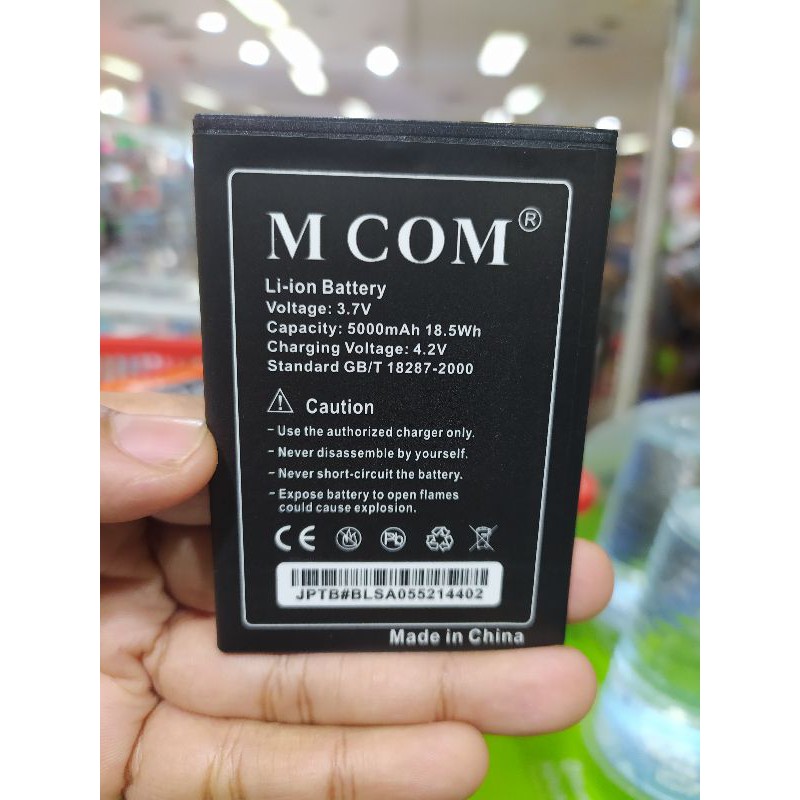 M COM®
Li-ion Battery
Voltage: 3.7V
Capacity: 5000mAh 18.5Wh
Charging Voltage: 4.2V
Standard GB/T 18287-2000
Caution
- Use the authorized charger only.
- Never disassemble by yourself.
- Never short-circuit the battery.
- Expose battery to open flames
could cause explosion.
CE Pb
JPTB#BLSA055214402
Made in China